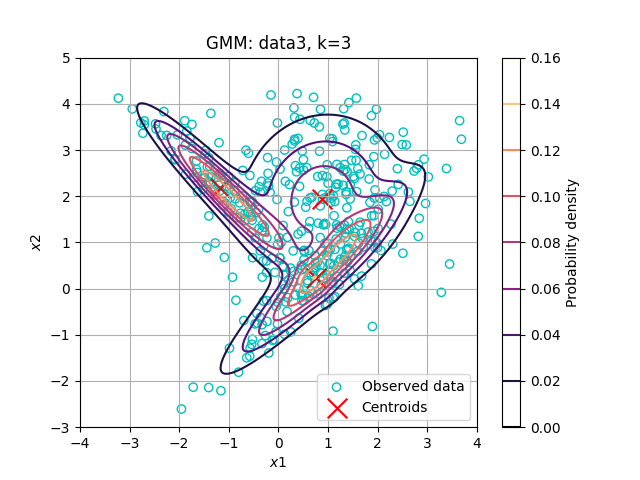 GMM: data3, k=3
5
4
3
2
1
0
−1
−2
−3
x2
−4 −3 −2 −1 0 1 2 3 4
x1
Observed data
Centroids
0.16
0.14
0.12
0.10
0.08
0.06
0.04
0.02
0.00
Probability density